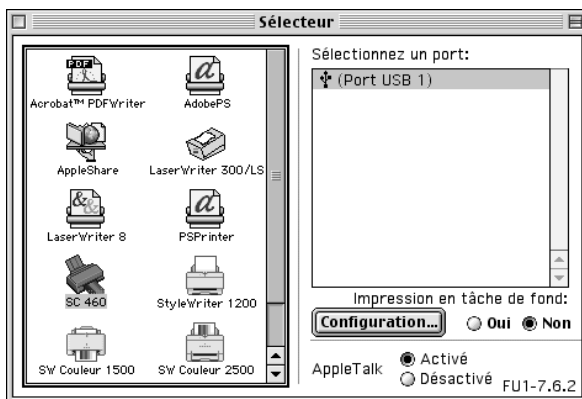 Sélecteur
PDF
Acrobat™ PDFWriter
AdobePS
AppleShare
LaserWriter 300/LS
LaserWriter 8
PSPrinter
SC 460
StyleWriter 1200
SW Couleur 1500
SW Couleur 2500
Sélectionnez un port:
(Port USB 1)
Impression en tâche de fond:
Configuration...
Oui
Non
AppleTalk
Activé
Désactivé
FU1-7.6.2